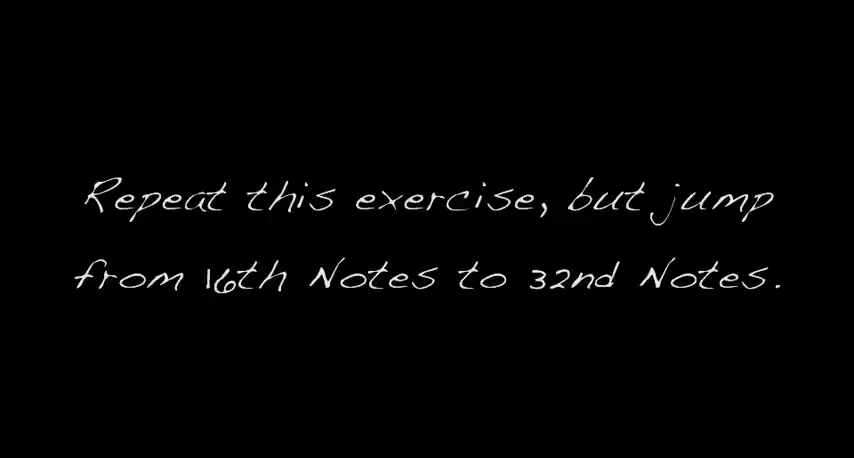 Repeat this exercise, but jump
from 16th Notes to 32nd Notes.